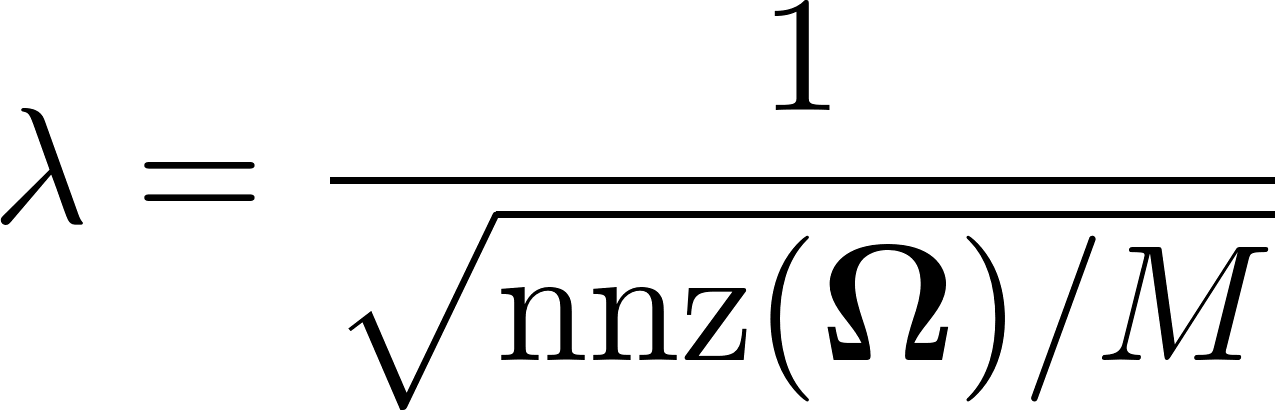 λ = 1 / √(nnz(𝛀)/M)